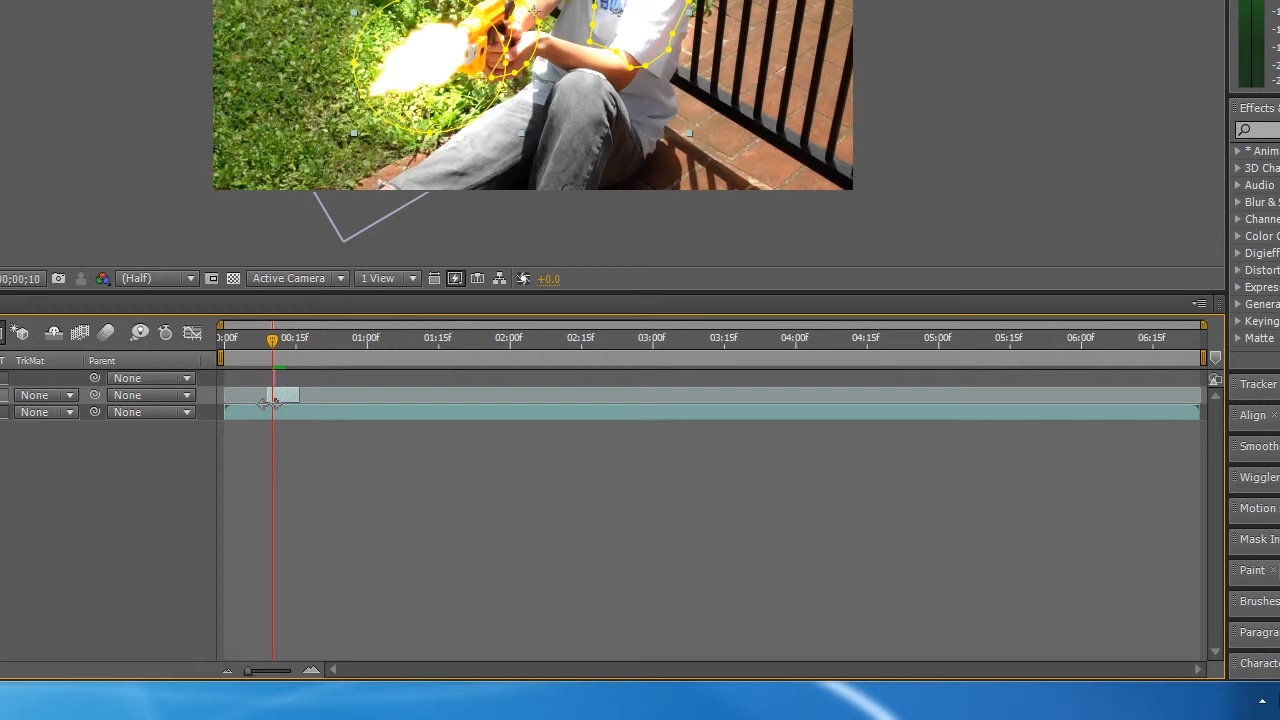 Effects &
* Anim
3D Cha
Audio
Blur & S
Channe
Color C
Digieff
Distort
Expres
Genera
Keying
Matte
;00;10
(Half)
Active Camera
1 View
+0.0
0:00f 00:15f 01:00f 01:15f 02:00f 02:15f 03:00f 03:15f 04:00f 04:15f 05:00f 05:15f 06:00f 06:15f
T TrkMat Parent
None
None None
None None
Tracker
Align ×
Smooth
Wiggler
Motion
Mask In
Paint ×
Brushes
Paragra
Charact